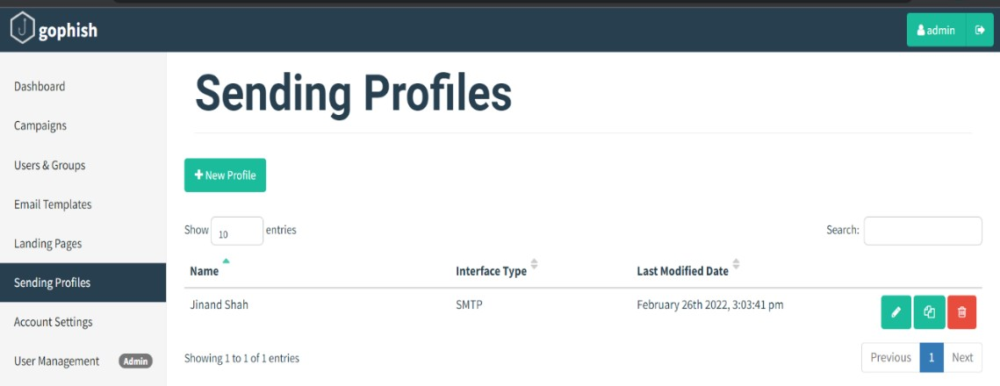 gophish
admin
Dashboard
Campaigns
Users & Groups
Email Templates
Landing Pages
Sending Profiles
Account Settings
User Management Admin
Sending Profiles
New Profile
Show 10 entries Search:
Name Interface Type Last Modified Date
Jinand Shah SMTP February 26th 2022, 3:03:41 pm
Showing 1 to 1 of 1 entries Previous 1 Next